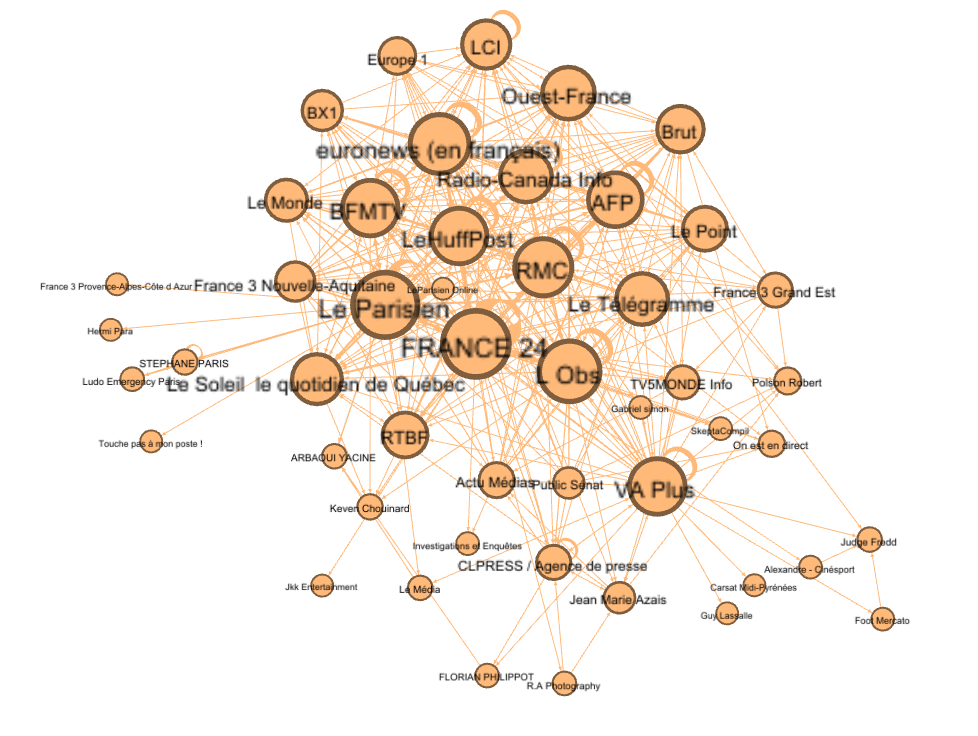 LCI
Europe 1
Ouest-France
BX1
Brut
euronews (en français)
Radio-Canada Info
Le Monde
BFMTV
AFP
Le Point
LeHuffPost
RMC
France 3 Provence-Alpes-Côte d Azur
France 3 Nouvelle-Aquitaine
LeParisien Online
France 3 Grand Est
Le Parisien
Le Télégramme
Hermi Para
FRANCE 24
STEPHANE PARIS
L Obs
Ludo Emergency Paris
Le Soleil le quotidien de Québec
TV5MONDE Info
Poison Robert
Gabriel simon
SkeptaCompil
Touche pas à mon poste !
RTBF
On est en direct
ARBAOUI YACINE
Actu Médias
Public Sénat
VA Plus
Keven Chouinard
Investigations et Enquêtes
Judge Fredd
CLPRESS / Agence de presse
Alexandre - Cinésport
Jkk Entertainment
Le Média
Carsat Midi-Pyrénées
Jean Marie Azais
Guy Lassalle
Foot Mercato
FLORIAN PHILIPPOT
R.A Photography